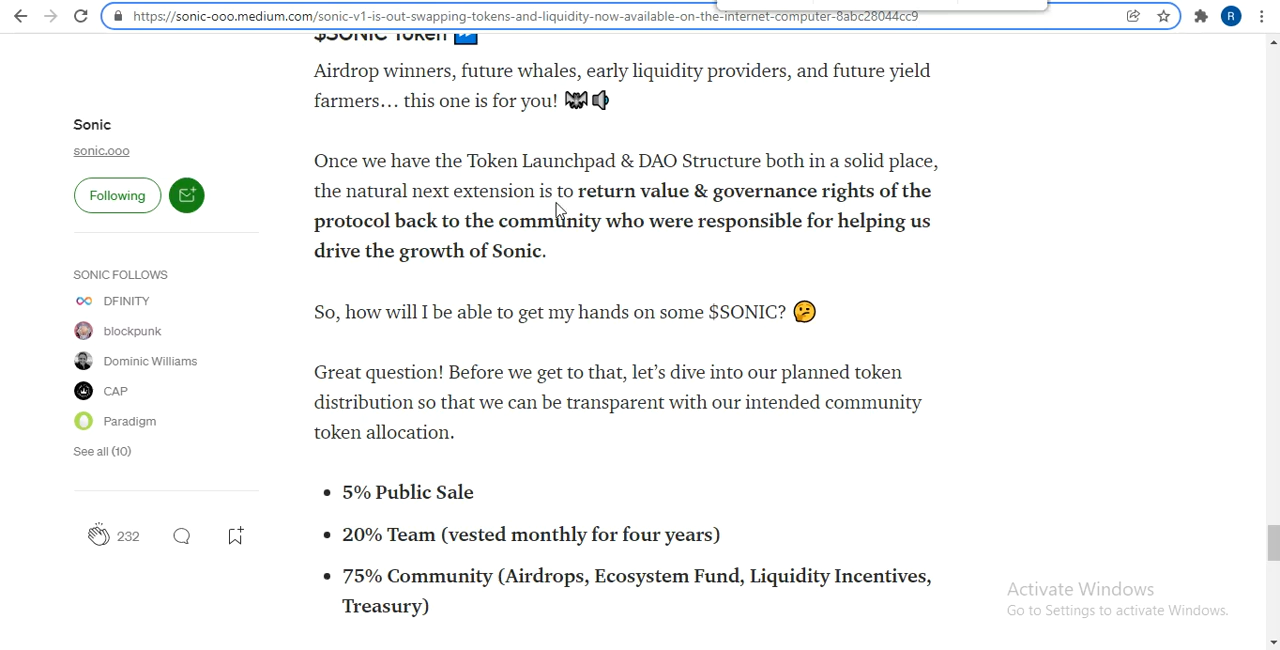 https://sonic-ooo.medium.com/sonic-v1-is-out-swapping-tokens-and-liquidity-now-available-on-the-internet-computer-8abc28044cc9
R
$SONIC Token
Airdrop winners, future whales, early liquidity providers, and future yield
farmers… this one is for you!
Once we have the Token Launchpad & DAO Structure both in a solid place,
the natural next extension is to return value & governance rights of the
protocol back to the community who were responsible for helping us
drive the growth of Sonic.
So, how will I be able to get my hands on some $SONIC? 🤔
Great question! Before we get to that, let’s dive into our planned token
distribution so that we can be transparent with our intended community
token allocation.
• 5% Public Sale
• 20% Team (vested monthly for four years)
• 75% Community (Airdrops, Ecosystem Fund, Liquidity Incentives,
Treasury)
Sonic
sonic.ooo
Following
SONIC FOLLOWS
DFINITY
blockpunk
Dominic Williams
CAP
Paradigm
See all (10)
232
Activate Windows
Go to Settings to activate Windows.